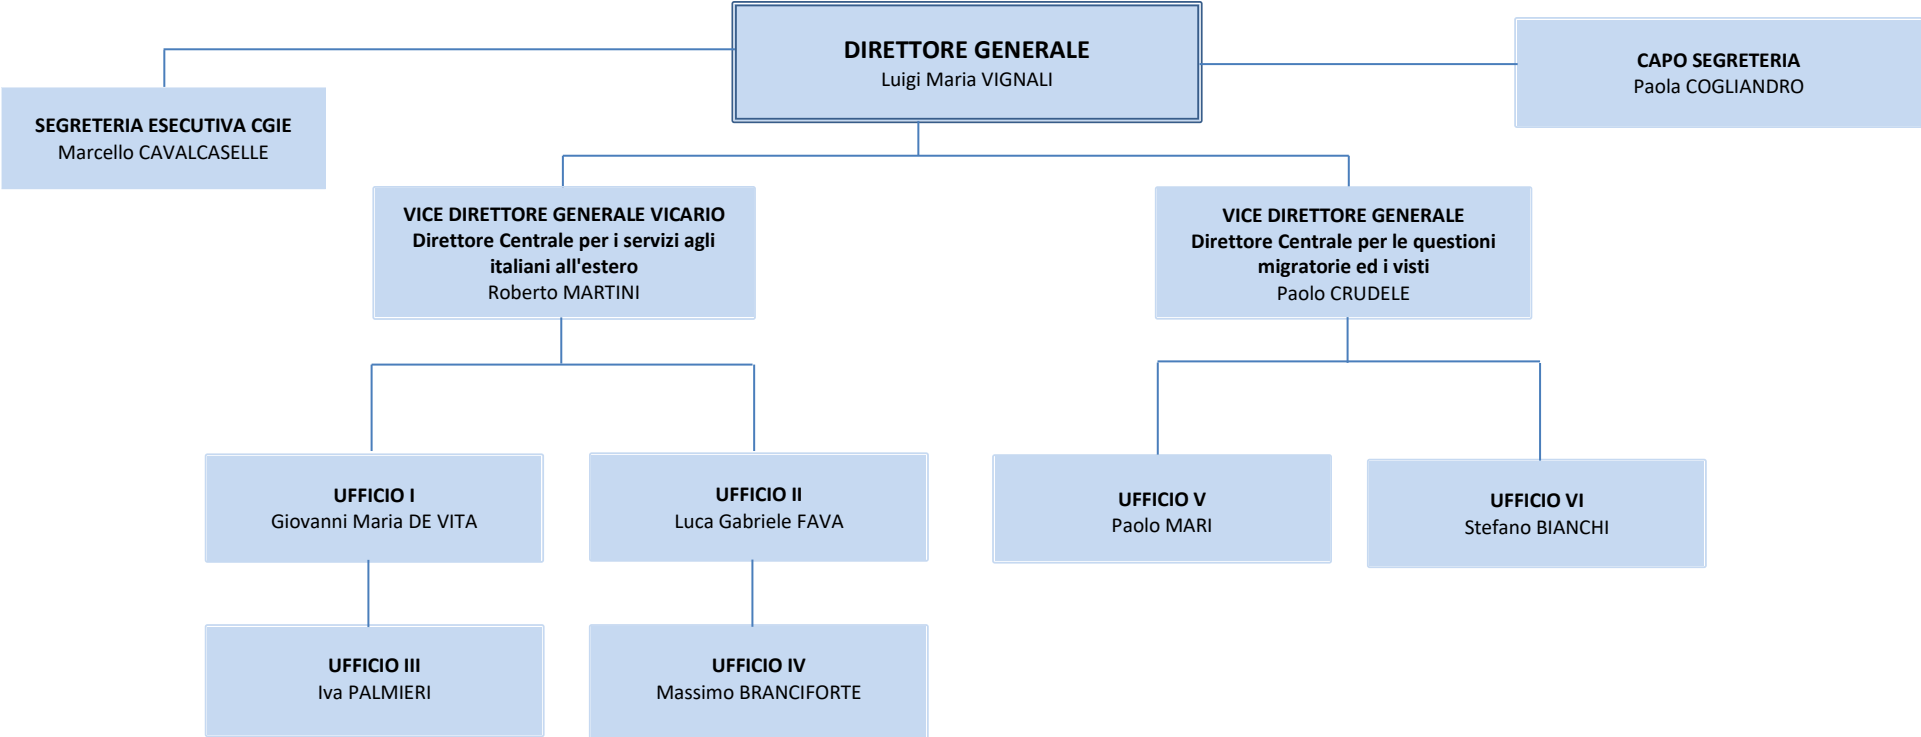 DIRETTORE GENERALE
Luigi Maria VIGNALI
CAPO SEGRETERIA
Paola COGLIANDRO
SEGRETERIA ESECUTIVA CGIE
Marcello CAVALCASELLE
VICE DIRETTORE GENERALE VICARIO
Direttore Centrale per i servizi agli
italiani all'estero
Roberto MARTINI
VICE DIRETTORE GENERALE
Direttore Centrale per le questioni
migratorie ed i visti
Paolo CRUDELE
UFFICIO I
Giovanni Maria DE VITA
UFFICIO II
Luca Gabriele FAVA
UFFICIO V
Paolo MARI
UFFICIO VI
Stefano BIANCHI
UFFICIO III
Iva PALMIERI
UFFICIO IV
Massimo BRANCIFORTE